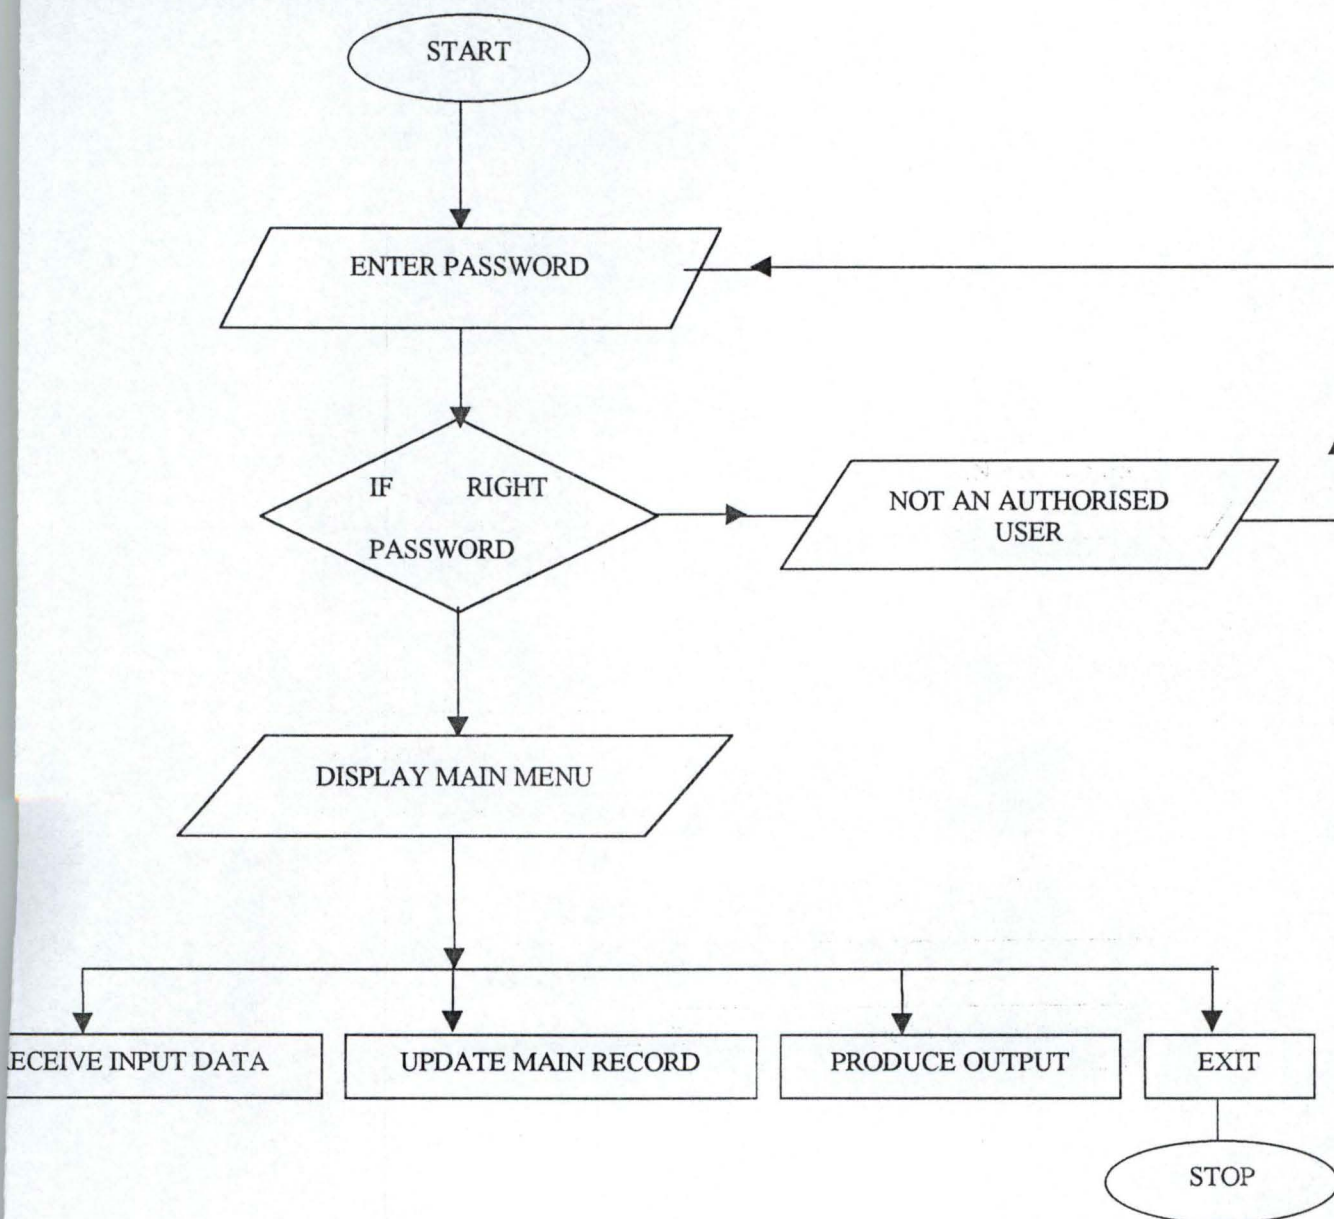 START
ENTER PASSWORD
IF RIGHT
PASSWORD
NOT AN AUTHORISED
USER
DISPLAY MAIN MENU
ECEIVE INPUT DATA
UPDATE MAIN RECORD
PRODUCE OUTPUT
EXIT
STOP